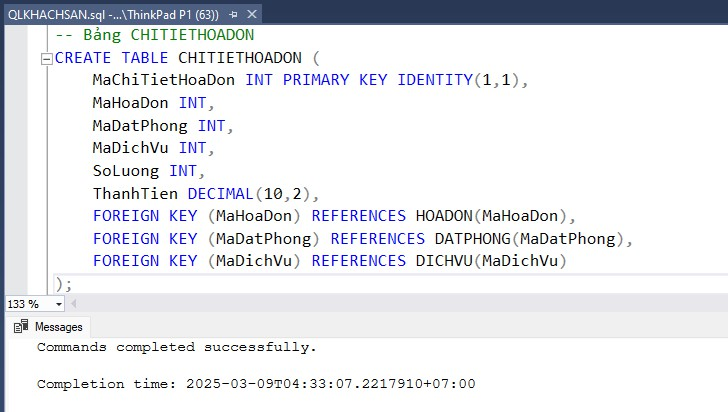 QLKHACHSAN.sql -...\ThinkPad P1 (63))
-- Bảng CHITIETHOADON
CREATE TABLE CHITIETHOADON (
MaChiTietHoaDon INT PRIMARY KEY IDENTITY(1,1),
MaHoaDon INT,
MaDatPhong INT,
MaDichVu INT,
SoLuong INT,
ThanhTien DECIMAL(10,2),
FOREIGN KEY (MaHoaDon) REFERENCES HOADON(MaHoaDon),
FOREIGN KEY (MaDatPhong) REFERENCES DATPHONG(MaDatPhong),
FOREIGN KEY (MaDichVu) REFERENCES DICHVU(MaDichVu)
);
133 %
Messages
Commands completed successfully.
Completion time: 2025-03-09T04:33:07.2217910+07:00